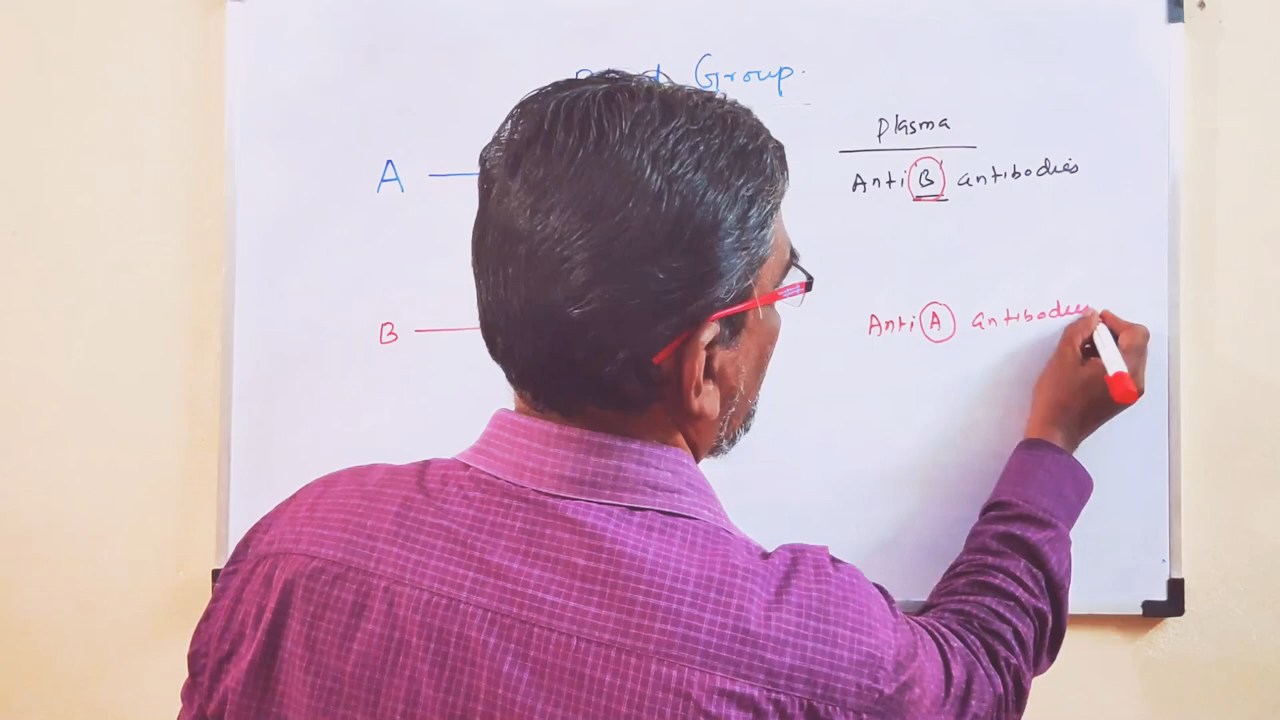 Group.
Plasma
A — Anti B antibodies
B — Anti A antibodies